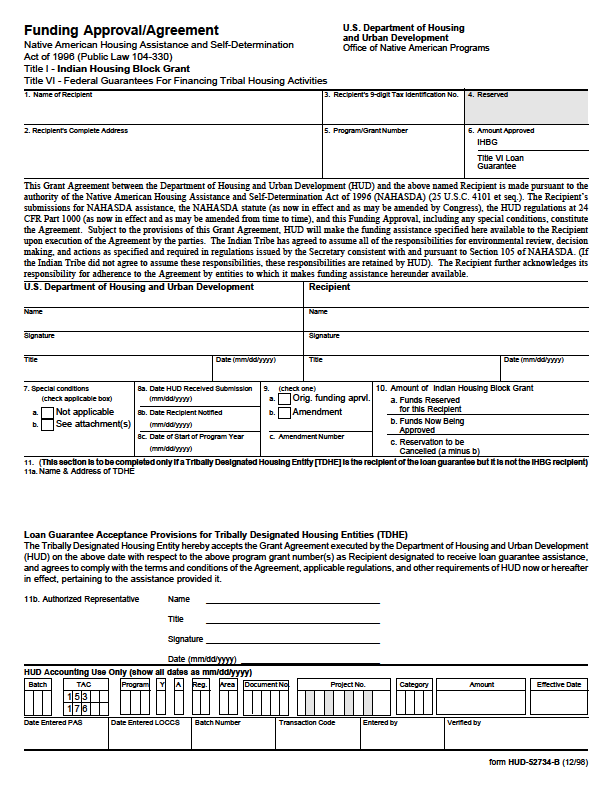 Funding Approval/Agreement
Native American Housing Assistance and Self-Determination
Act of 1996 (Public Law 104-330)
Title I - Indian Housing Block Grant
Title VI - Federal Guarantees For Financing Tribal Housing Activities
U.S. Department of Housing
and Urban Development
Office of Native American Programs
1. Name of Recipient
3. Recipient's 9-digit Tax Identification No.
4. Reserved
2. Recipient's Complete Address
5. Program/Grant Number
6. Amount Approved
IHBG
Title VI Loan
Guarantee
This Grant Agreement between the Department of Housing and Urban Development (HUD) and the above named Recipient is made pursuant to the
authority of the Native American Housing Assistance and Self-Determination Act of 1996 (NAHASDA) (25 U.S.C. 4101 et seq.). The Recipient's
submissions for NAHASDA assistance, the NAHASDA statute (as now in effect and as may be amended by Congress), the HUD regulations at 24
CFR Part 1000 (as now in effect and as may be amended from time to time), and this Funding Approval, including any special conditions, constitute
the Agreement. Subject to the provisions of this Grant Agreement, HUD will make the funding assistance specified here available to the Recipient
upon execution of the Agreement by the parties. The Indian Tribe has agreed to assume all of the responsibilities for environmental review, decision
making, and actions as specified and required in regulations issued by the Secretary consistent with and pursuant to Section 105 of NAHASDA. (If
the Indian Tribe did not agree to assume these responsibilities, these responsibilities are retained by HUD). The Recipient further acknowledges its
responsibility for adherence to the Agreement by entities to which it makes funding assistance hereunder available.
U.S. Department of Housing and Urban Development
Recipient
Name
Name
Signature
Signature
Title
Date (mm/dd/yyyy)
Title
Date (mm/dd/yyyy)
7. Special conditions
(check applicable box)
a. Not applicable
b. See attachment(s)
8a. Date HUD Received Submission
(mm/dd/yyyy)
8b. Date Recipient Notified
(mm/dd/yyyy)
8c. Date of Start of Program Year
(mm/dd/yyyy)
9. (check one)
a. Orig. funding aprvl.
b. Amendment
c. Amendment Number
10. Amount of Indian Housing Block Grant
a. Funds Reserved
for this Recipient
b. Funds Now Being
Approved
c. Reservation to be
Cancelled (a minus b)
11. (This section is to be completed only if a Tribally Designated Housing Entity [TDHE] is the recipient of the loan guarantee but it is not the IHBG recipient)
11a. Name & Address of TDHE
Loan Guarantee Acceptance Provisions for Tribally Designated Housing Entities (TDHE)
The Tribally Designated Housing Entity hereby accepts the Grant Agreement executed by the Department of Housing and Urban Development
(HUD) on the above date with respect to the above program grant number(s) as Recipient designated to receive loan guarantee assistance,
and agrees to comply with the terms and conditions of the Agreement, applicable regulations, and other requirements of HUD now or hereafter
in effect, pertaining to the assistance provided it.
11b. Authorized Representative
Name
Title
Signature
Date (mm/dd/yyyy)
HUD Accounting Use Only (show all dates as mm/dd/yyyy)
Batch TAC Program Y A Reg. Area Document No. Project No. Category Amount Effective Date
1 5 3
1 7 6
Date Entered PAS Date Entered LOCCS Batch Number Transaction Code Entered by Verified by
form HUD-52734-B (12/98)